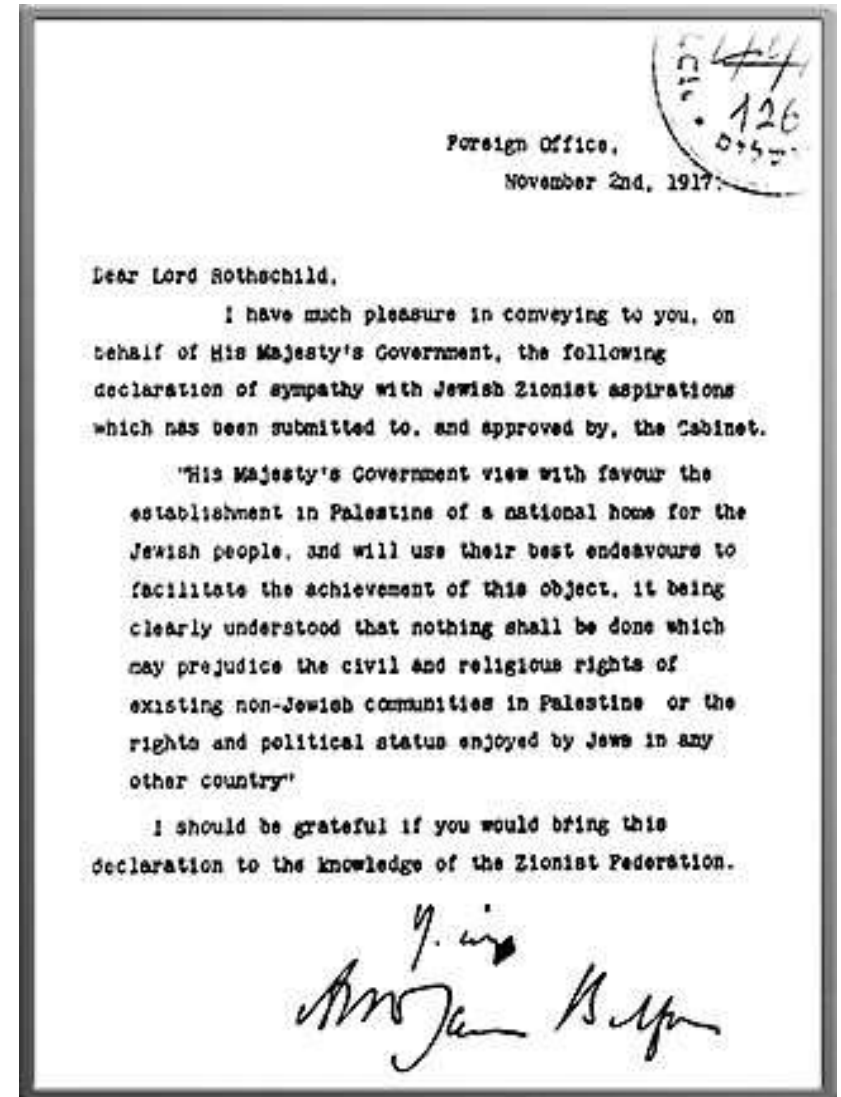 126
Foreign Office,
November 2nd, 1917.
Dear Lord Rothschild,
I have much pleasure in conveying to you, on
behalf of His Majesty's Government, the following
declaration of sympathy with Jewish Zionist aspirations
which has been submitted to, and approved by, the Cabinet.
"His Majesty's Government view with favour the
establishment in Palestine of a national home for the
Jewish people, and will use their best endeavours to
facilitate the achievement of this object, it being
clearly understood that nothing shall be done which
may prejudice the civil and religious rights of
existing non-Jewish communities in Palestine or the
rights and political status enjoyed by Jews in any
other country"
I should be grateful if you would bring this
declaration to the knowledge of the Zionist Federation.
Arthur James Balfour